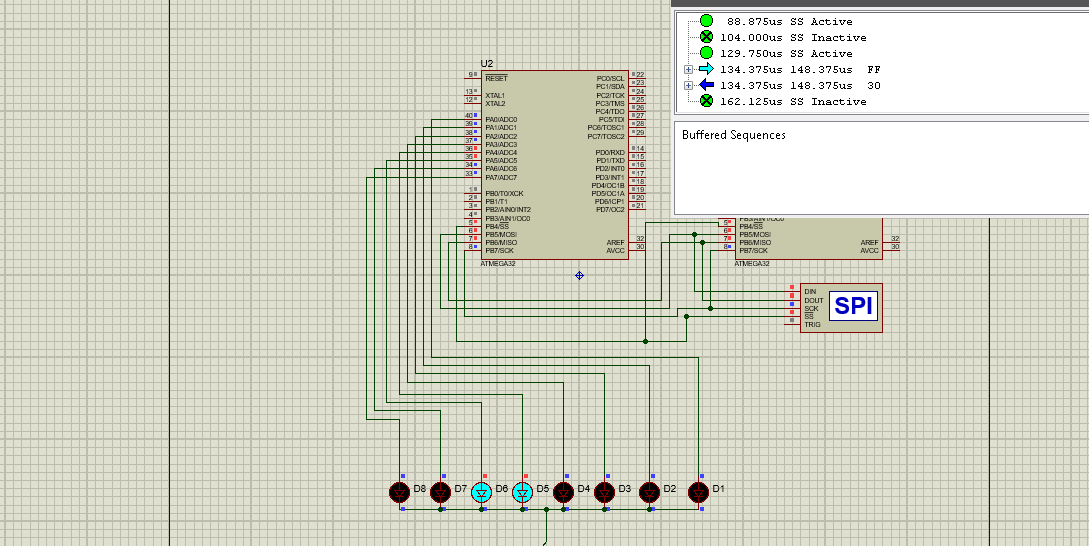 88.875us SS Active
104.000us SS Inactive
129.750us SS Active
134.375us 148.375us FF
134.375us 148.375us 30
162.125us SS Inactive
Buffered Sequences
U2
9 RESET
13 XTAL1
12 XTAL2
40 PA0/ADC0
39 PA1/ADC1
38 PA2/ADC2
37 PA3/ADC3
36 PA4/ADC4
35 PA5/ADC5
34 PA6/ADC6
33 PA7/ADC7
1 PB0/T0/XCK
2 PB1/T1
3 PB2/AIN0/INT2
4 PB3/AIN1/OC0
5 PB4/SS
6 PB5/MOSI
7 PB6/MISO
8 PB7/SCK
PC0/SCL 22
PC1/SDA 23
PC2/TCK 24
PC3/TMS 25
PC4/TDO 26
PC5/TDI 27
PC6/TOSC1 28
PC7/TOSC2 29
PD0/RXD 14
PD1/TXD 15
PD2/INT0 16
PD3/INT1 17
PD4/OC1B 18
PD5/OC1A 19
PD6/ICP1 20
PD7/OC2 21
AREF 32
AVCC 30
ATMEGA32
PB3/AIN1/OC0
5 PB4/SS
6 PB5/MOSI
7 PB6/MISO
8 PB7/SCK
AREF 32
AVCC 30
ATMEGA32
DIN
DOUT
SCK
SS
TRIG
SPI
D8 D7 D6 D5 D4 D3 D2 D1